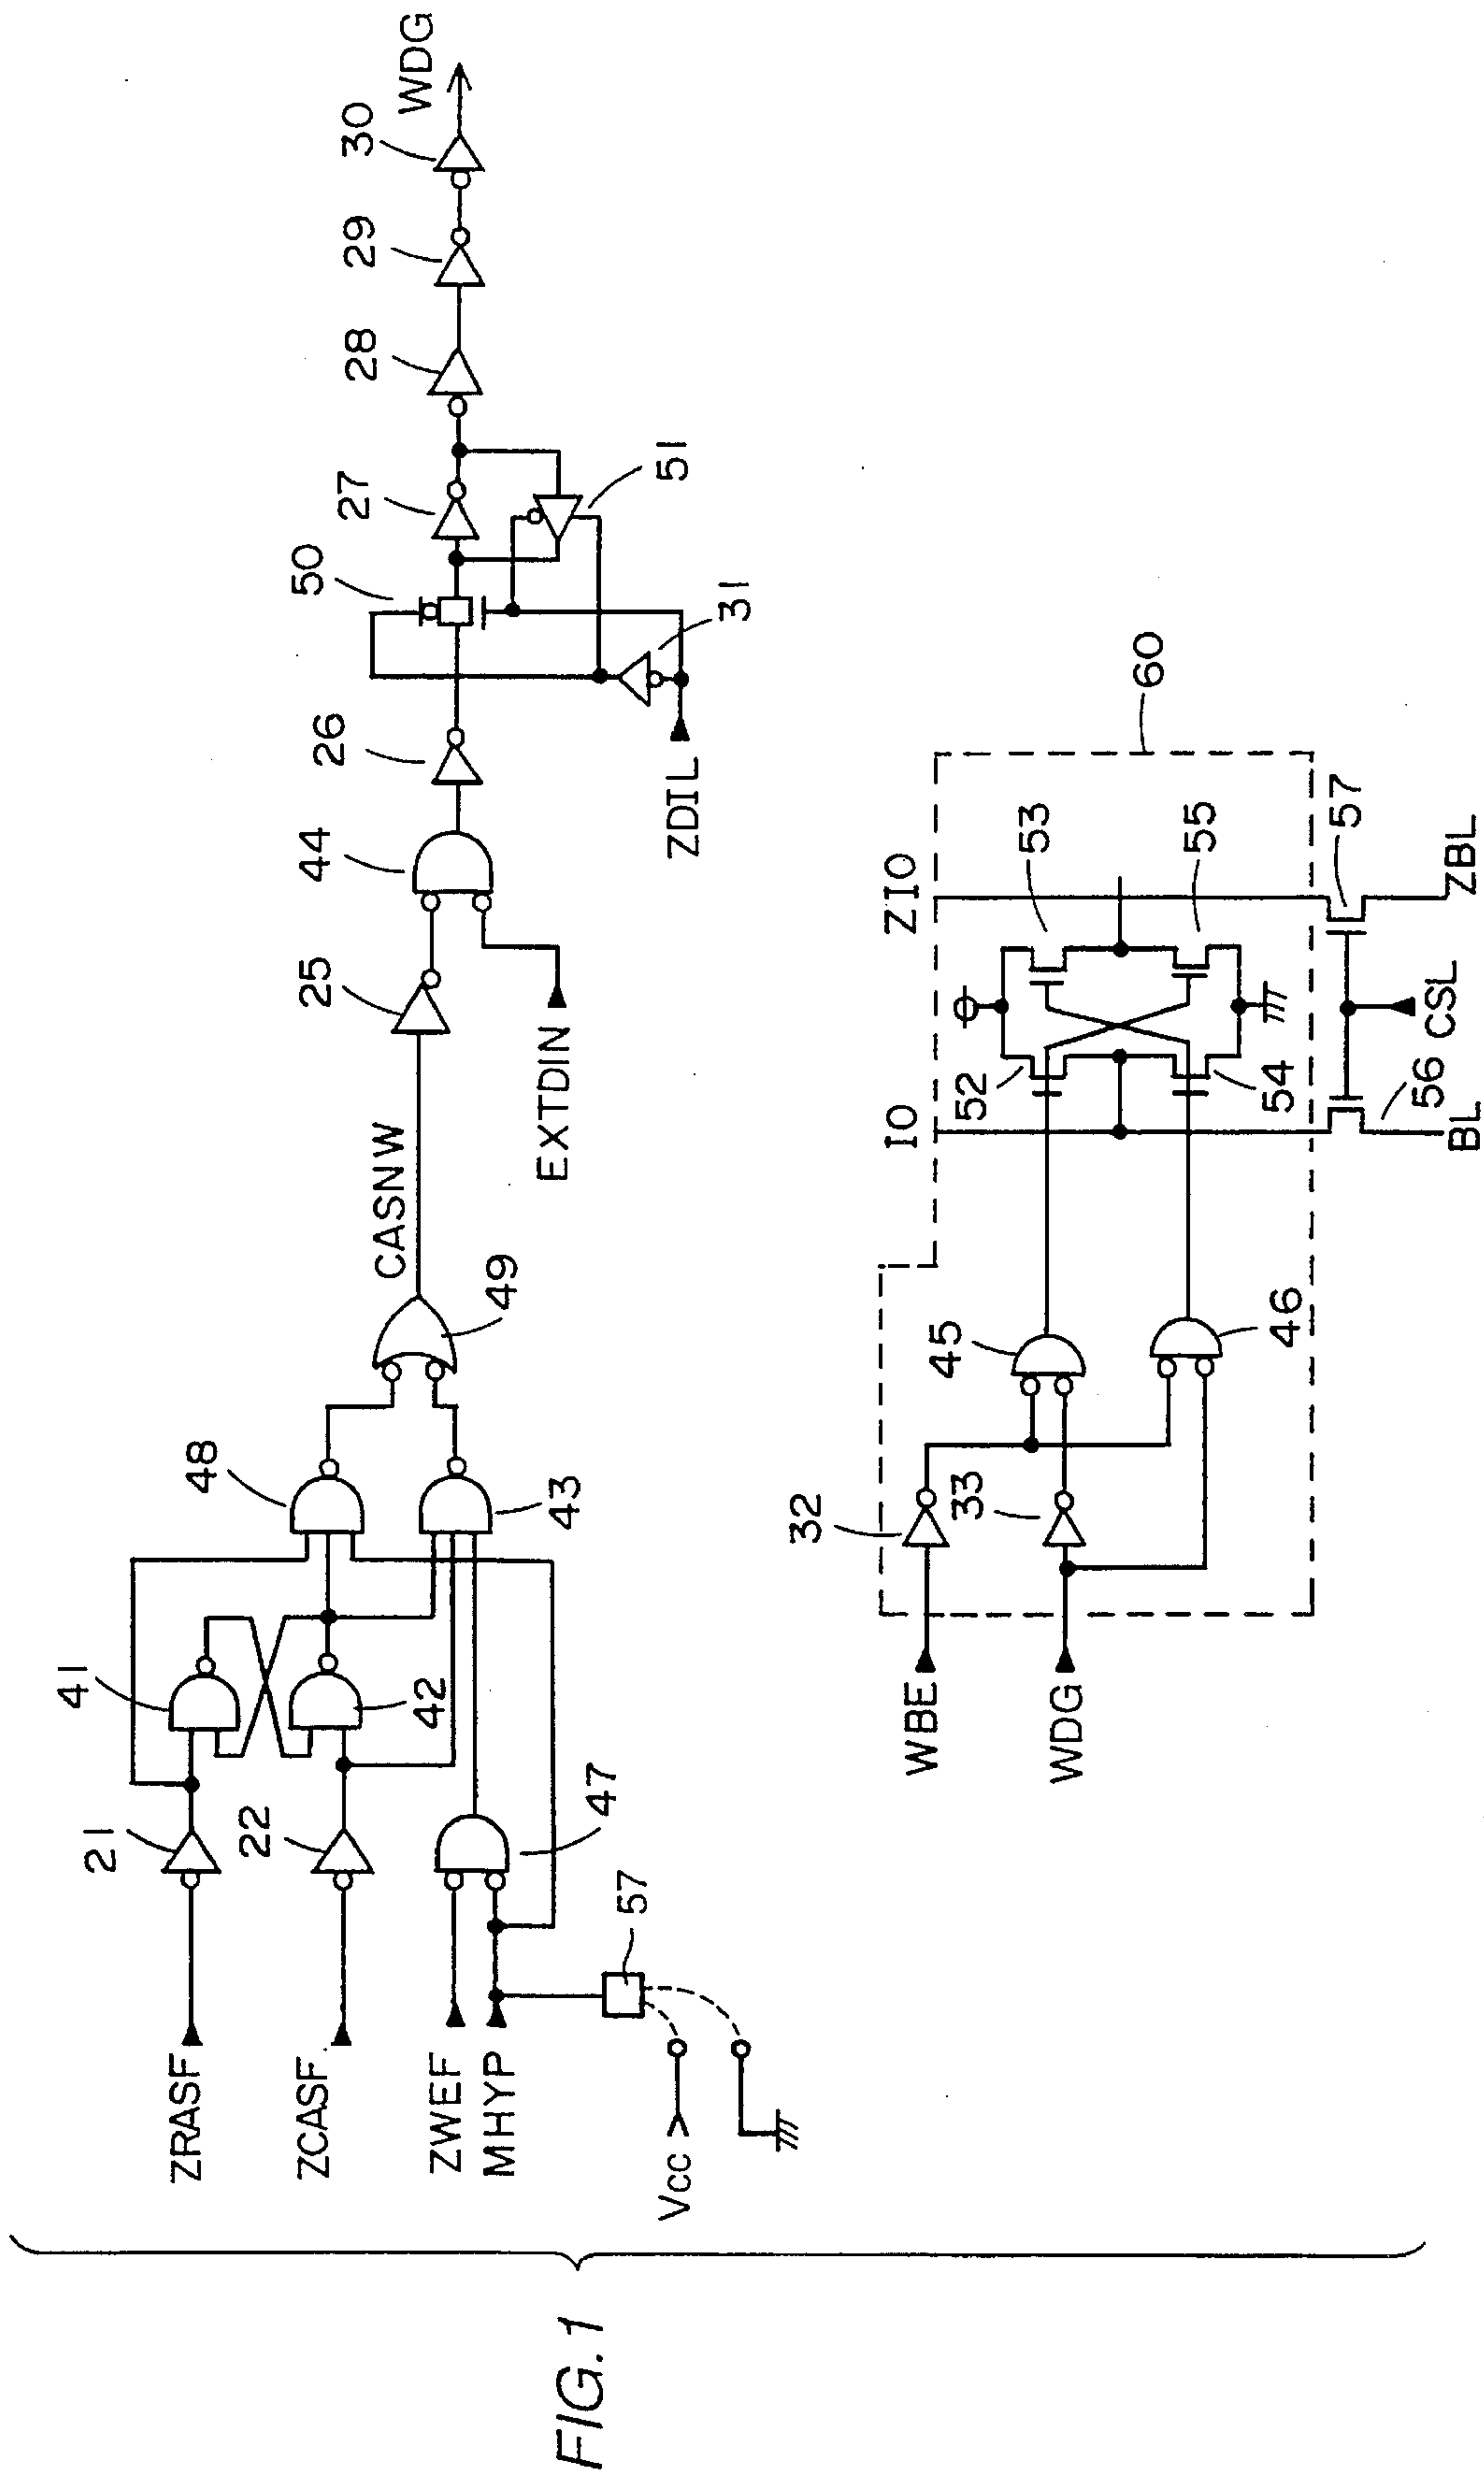 FIG. 1
ZRASF
21
41
ZCASF
22
42
48
ZWEF
MHYP
47
43
57
Vcc
49
CASNW
25
EXTDIN
44
26
50
27
51
31
ZDIL
28
29
30
WDG
WBE
32
WDG
33
45
46
IO
ZIO
52
53
54
55
60
56
57
BL
CSL
ZBL